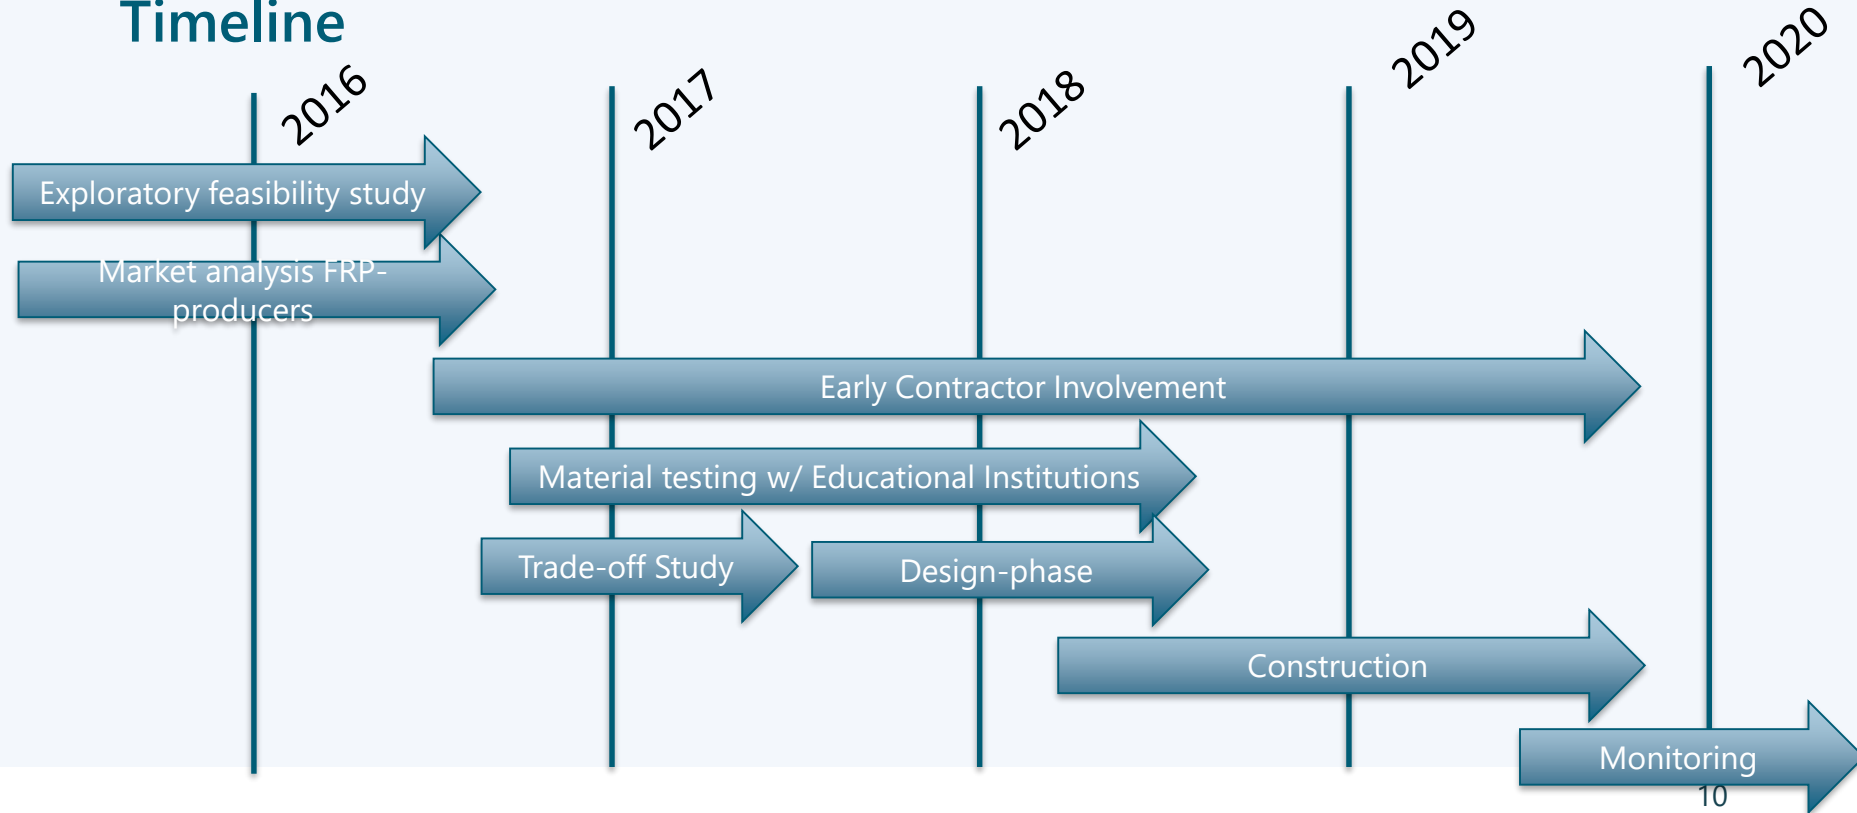 Timeline
2016
2017
2018
2019
2020
Exploratory feasibility study
Market analysis FRP-
producers
Early Contractor Involvement
Material testing w/ Educational Institutions
Trade-off Study
Design-phase
Construction
Monitoring
10